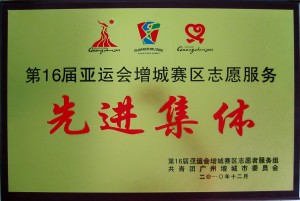 第16届亚运会增城赛区志愿服务
先进集体
第16届亚运会增城赛区志愿者服务组
共青团广州增城市委员会
二〇一〇年十二月